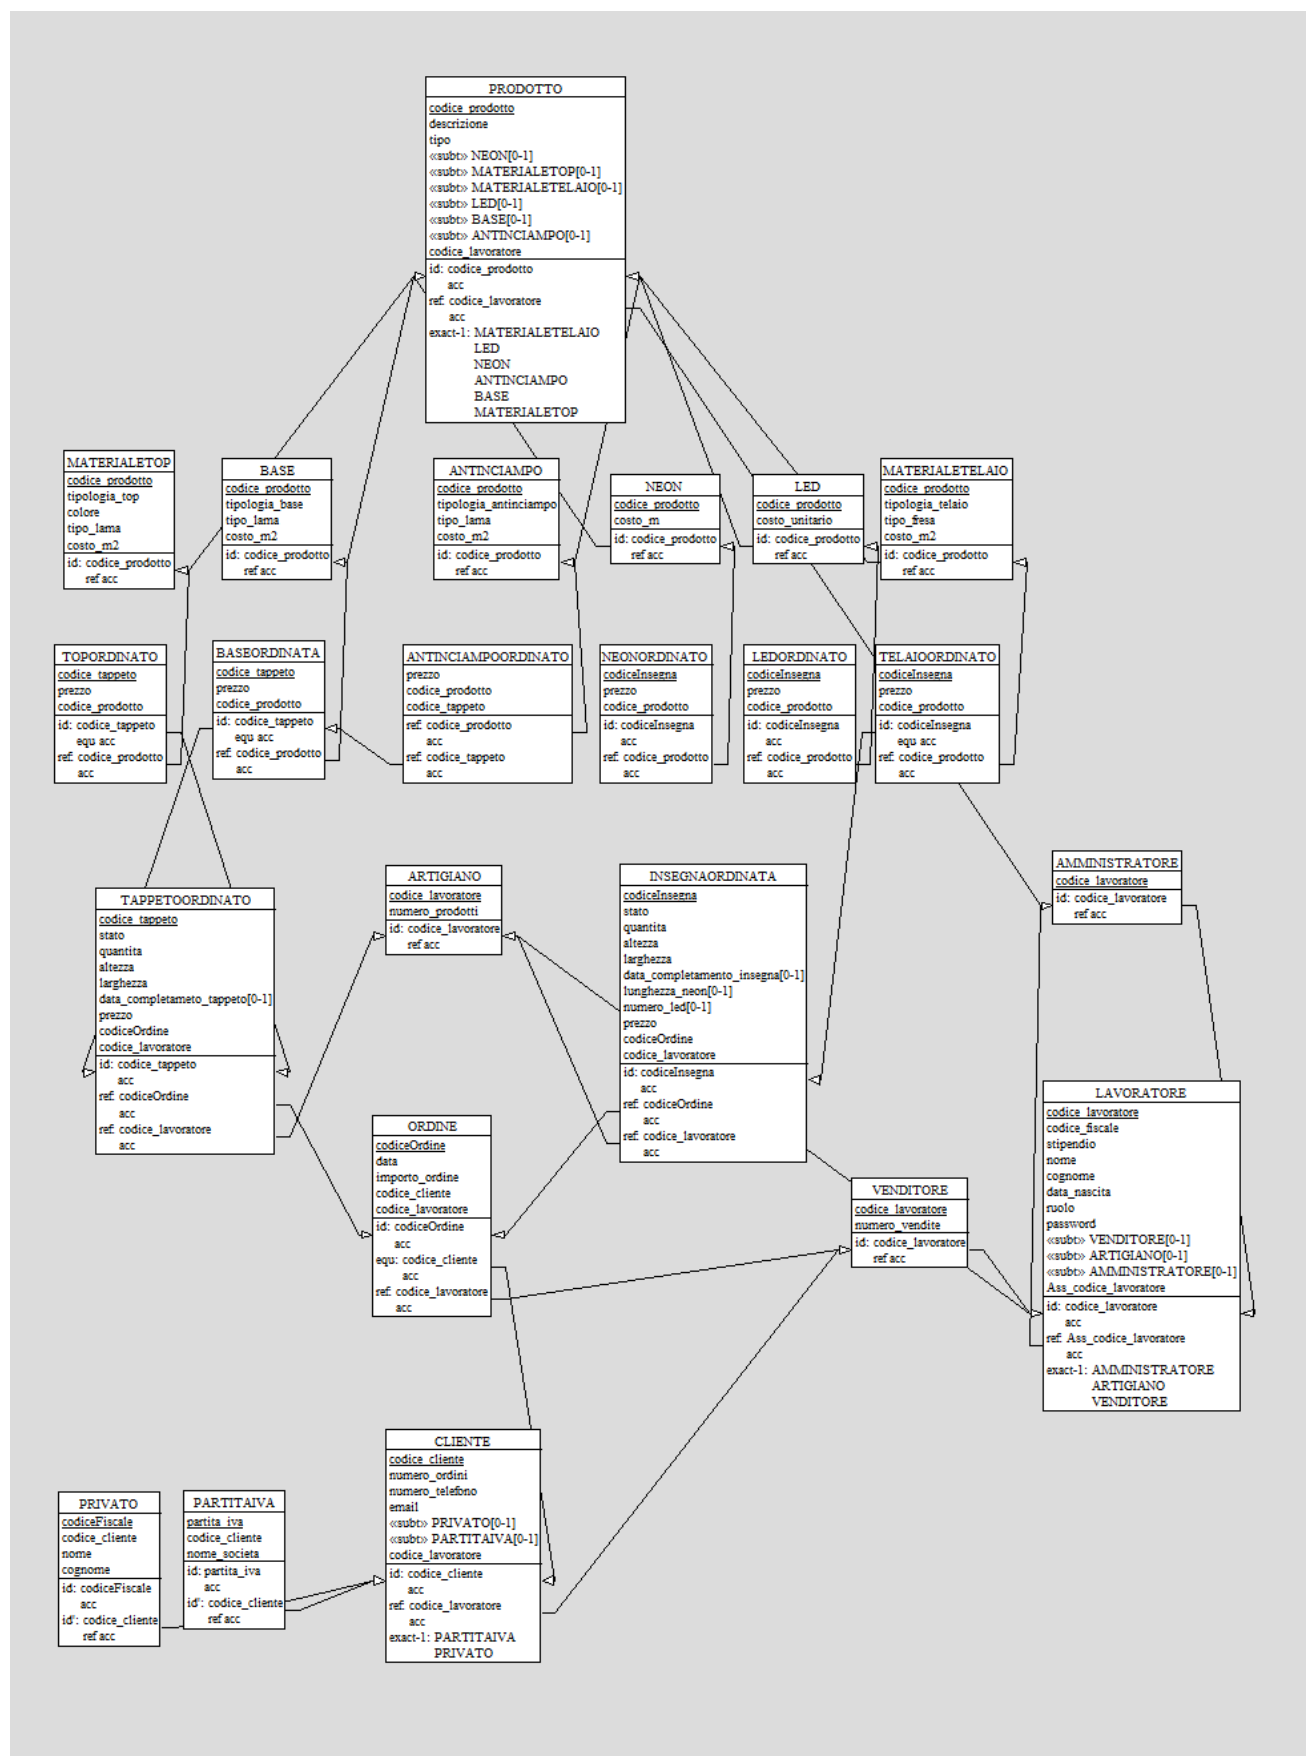 PRODOTTO
codice_prodotto
descrizione
tipo
«subt» NEON[0-1]
«subt» MATERIALETOP[0-1]
«subt» MATERIALETELAIO[0-1]
«subt» LED[0-1]
«subt» BASE[0-1]
«subt» ANTINCIAMPO[0-1]
codice_lavoratore
id: codice_prodotto
acc
ref: codice_lavoratore
acc
exact-1: MATERIALETELAIO
LED
NEON
ANTINCIAMPO
BASE
MATERIALETOP
MATERIALETOP
codice_prodotto
tipologia_top
colore
tipo_lama
costo_m2
id: codice_prodotto
ref acc
BASE
codice_prodotto
tipologia_base
tipo_lama
costo_m2
id: codice_prodotto
ref acc
ANTINCIAMPO
codice_prodotto
tipologia_antinciampo
tipo_lama
costo_m2
id: codice_prodotto
ref acc
NEON
codice_prodotto
costo_m
id: codice_prodotto
ref acc
LED
codice_prodotto
costo_unitario
id: codice_prodotto
ref acc
MATERIALETELAIO
codice_prodotto
tipologia_telaio
tipo_fresa
costo_m2
id: codice_prodotto
ref acc
TOPORDINATO
codice_tappeto
prezzo
codice_prodotto
id: codice_tappeto
equ acc
ref: codice_prodotto
acc
BASEORDINATA
codice_tappeto
prezzo
codice_prodotto
id: codice_tappeto
equ acc
ref: codice_prodotto
acc
ANTINCIAMPOORDINATO
prezzo
codice_prodotto
codice_tappeto
ref: codice_prodotto
acc
ref: codice_tappeto
acc
NEONORDINATO
codiceInsegna
prezzo
codice_prodotto
id: codiceInsegna
acc
ref: codice_prodotto
acc
LEDORDINATO
codiceInsegna
prezzo
codice_prodotto
id: codiceInsegna
acc
ref: codice_prodotto
acc
TELAIOORDINATO
codiceInsegna
prezzo
codice_prodotto
id: codiceInsegna
equ acc
ref: codice_prodotto
acc
TAPPETOORDINATO
codice_tappeto
stato
quantita
altezza
larghezza
data_completameto_tappeto[0-1]
prezzo
codiceOrdine
codice_lavoratore
id: codice_tappeto
acc
ref: codiceOrdine
acc
ref: codice_lavoratore
acc
ARTIGIANO
codice_lavoratore
numero_prodotti
id: codice_lavoratore
ref acc
INSEGNAORDINATA
codiceInsegna
stato
quantita
altezza
larghezza
data_completamento_insegna[0-1]
lunghezza_neon[0-1]
numero_led[0-1]
prezzo
codiceOrdine
codice_lavoratore
id: codiceInsegna
acc
ref: codiceOrdine
acc
ref: codice_lavoratore
acc
AMMINISTRATORE
codice_lavoratore
id: codice_lavoratore
ref acc
ORDINE
codiceOrdine
data
importo_ordine
codice_cliente
codice_lavoratore
id: codiceOrdine
acc
equ: codice_cliente
acc
ref: codice_lavoratore
acc
VENDITORE
codice_lavoratore
numero_vendite
id: codice_lavoratore
ref acc
LAVORATORE
codice_lavoratore
codice_fiscale
stipendio
nome
cognome
data_nascita
ruolo
password
«subt» VENDITORE[0-1]
«subt» ARTIGIANO[0-1]
«subt» AMMINISTRATORE[0-1]
Ass_codice_lavoratore
id: codice_lavoratore
acc
ref: Ass_codice_lavoratore
acc
exact-1: AMMINISTRATORE
ARTIGIANO
VENDITORE
PRIVATO
codiceFiscale
codice_cliente
nome
cognome
id: codiceFiscale
acc
id': codice_cliente
ref acc
PARTITAIVA
partita_iva
codice_cliente
nome_societa
id: partita_iva
acc
id': codice_cliente
ref acc
CLIENTE
codice_cliente
numero_ordini
numero_telefono
email
«subt» PRIVATO[0-1]
«subt» PARTITAIVA[0-1]
codice_lavoratore
id: codice_cliente
acc
ref: codice_lavoratore
acc
exact-1: PARTITAIVA
PRIVATO